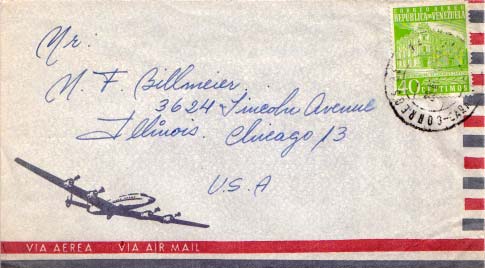 CORREO AEREO
REPUBLICA DE VENEZUELA
40 CENTIMOS
CORREO
Mr.
N. F. Billmeier
3624 Lincoln Avenue
Illinois. Chicago 13
U.S.A
VIA AEREA VIA AIR MAIL